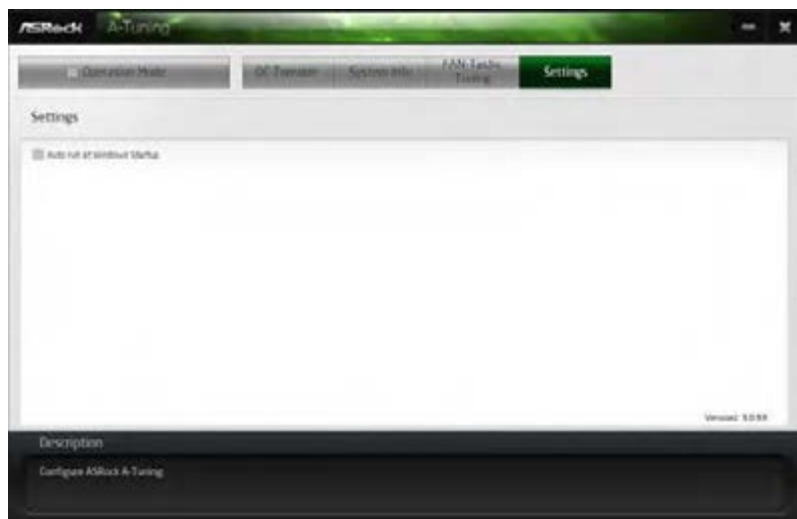 ASRock A-Tuning
Operation Mode
OC Tweaker
System Info
FAN-Tastic
Tuning
Settings
Settings
Auto run at Windows Startup
Version:
Description
Configure ASRock A-Tuning